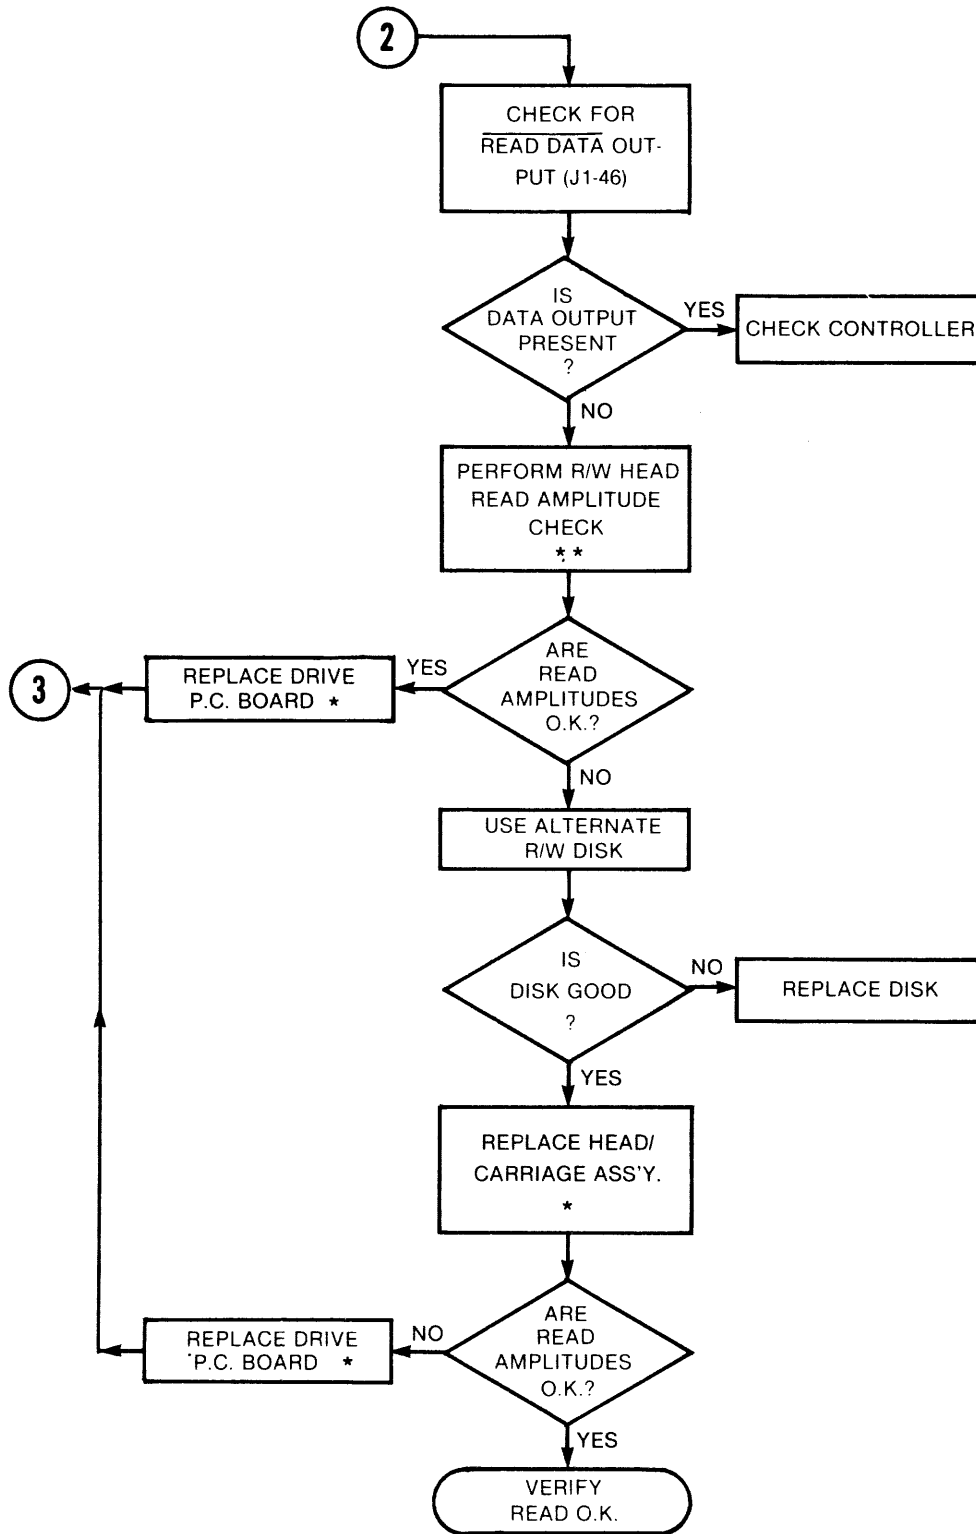 2
CHECK FOR
READ DATA OUT-
PUT (J1-46)
IS
DATA OUTPUT
PRESENT
?
YES
CHECK CONTROLLER
NO
PERFORM R/W HEAD
READ AMPLITUDE
CHECK
**
ARE
READ
AMPLITUDES
O.K.?
YES
REPLACE DRIVE
P.C. BOARD *
3
NO
USE ALTERNATE
R/W DISK
IS
DISK GOOD
?
NO
REPLACE DISK
YES
REPLACE HEAD/
CARRIAGE ASS'Y.
*
ARE
READ
AMPLITUDES
O.K.?
NO
REPLACE DRIVE
P.C. BOARD *
YES
VERIFY
READ O.K.